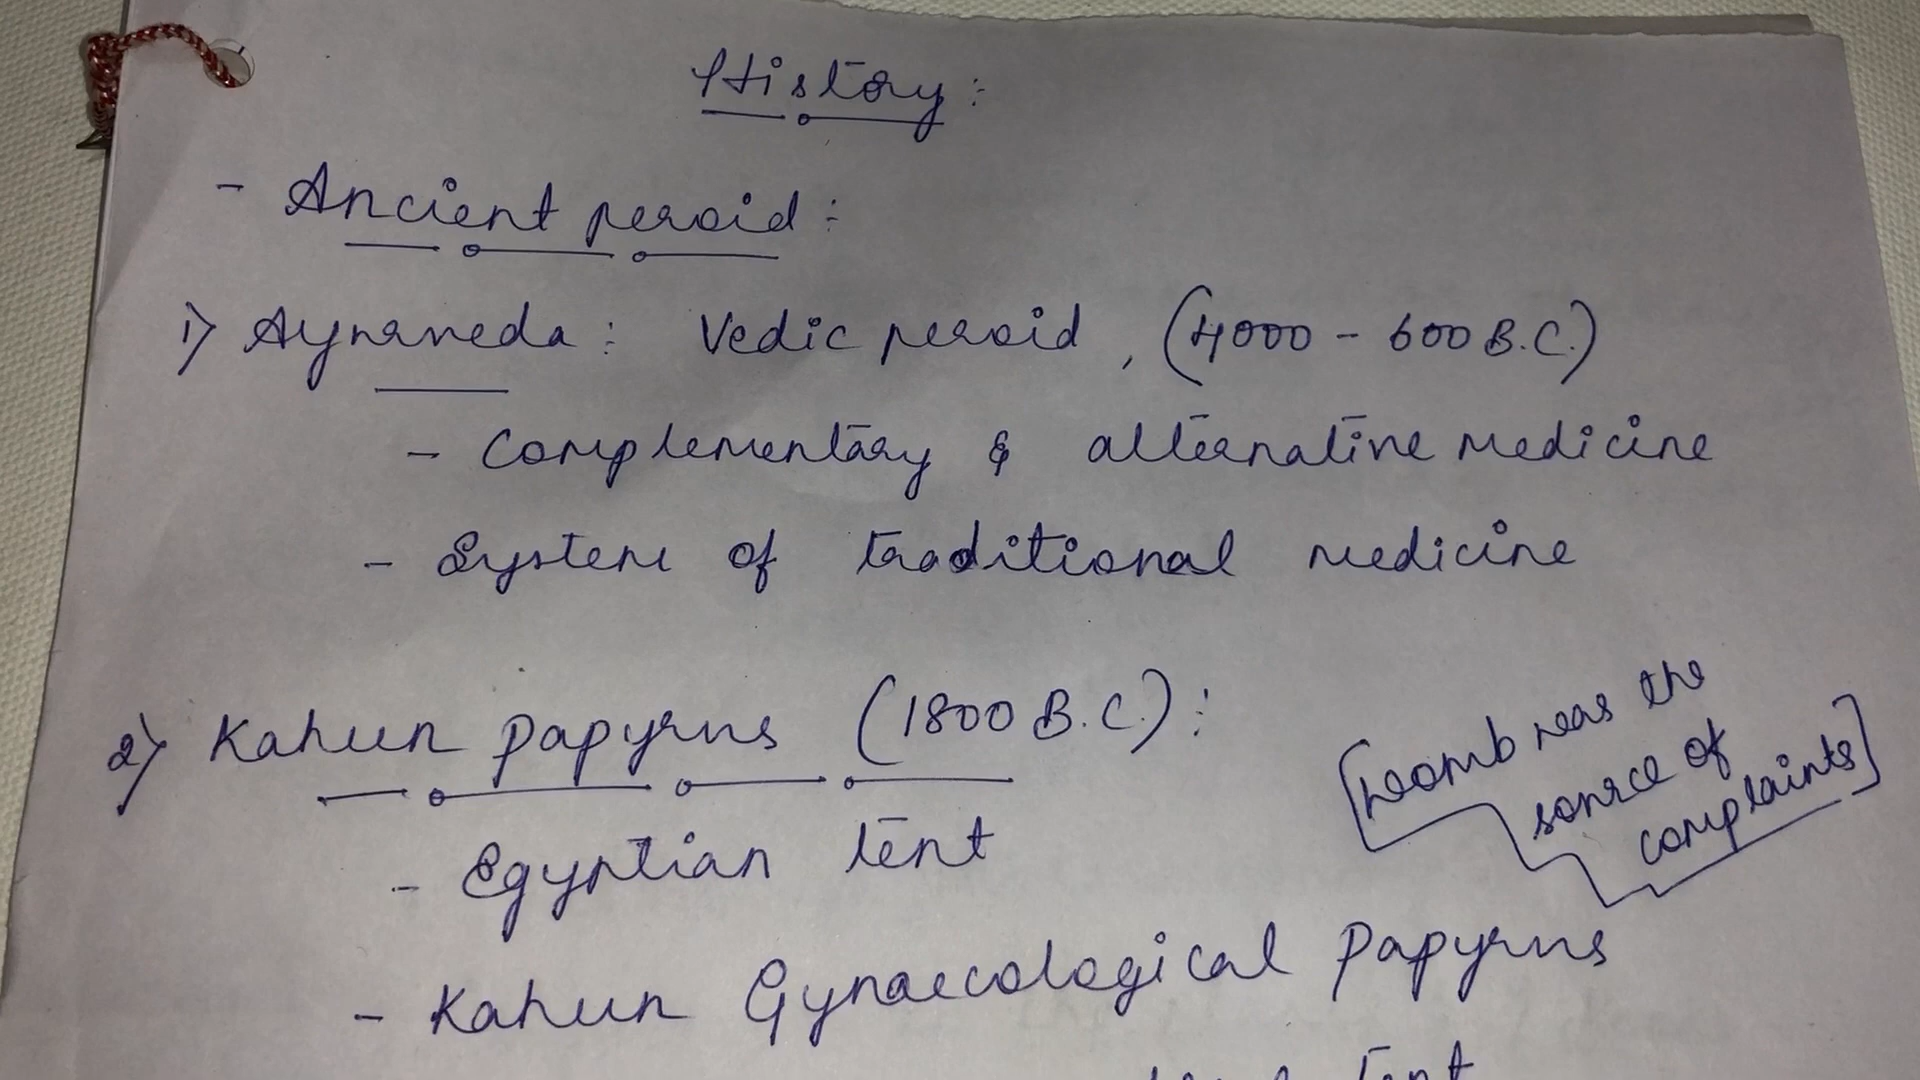 History:
- Ancient peroid:
1) Ayurveda: Vedic peroid, (4000 - 600 B.C.)
- Complementary & alternative medicine
- System of traditional medicine
2) Kahun papyrus (1800 B.C.):
[Womb was the
source of
complaints]
- Egyptian text
- Kahun Gynaecological Papyrus
text